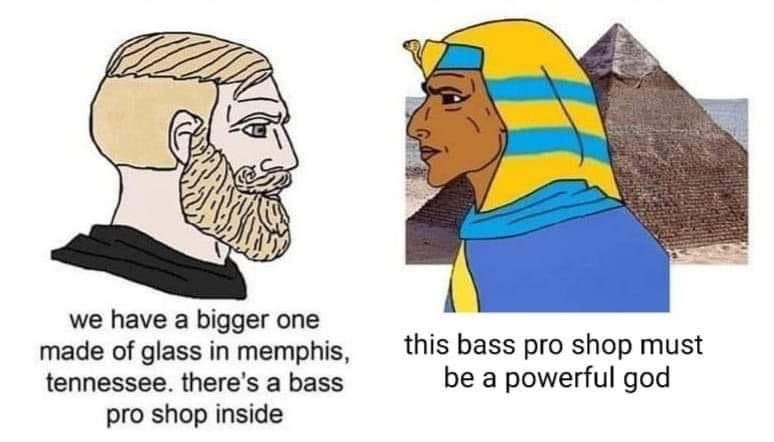 we have a bigger one
made of glass in memphis,
tennessee. there's a bass
pro shop inside
this bass pro shop must
be a powerful god